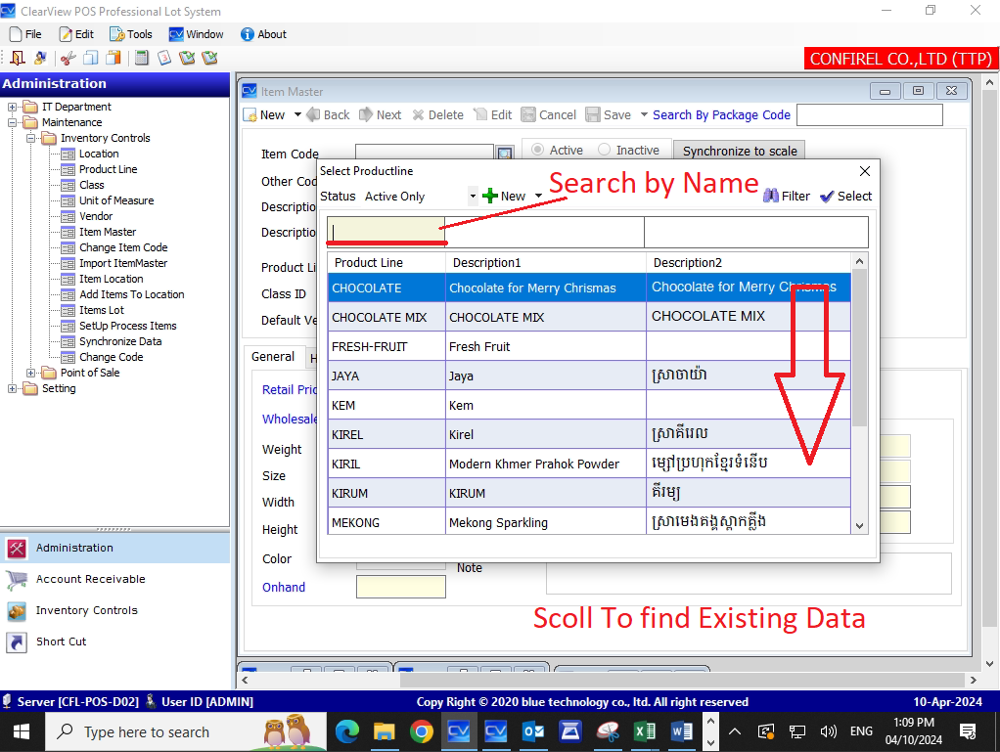 ClearView POS Professional Lot System
File Edit Tools Window About
CONFIREL CO.,LTD (TTP)
Administration
IT Department
Maintenance
Inventory Controls
Location
Product Line
Class
Unit of Measure
Vendor
Item Master
Change Item Code
Import ItemMaster
Item Location
Add Items To Location
Items Lot
SetUp Process Items
Synchronize Data
Change Code
Point of Sale
Setting
Administration
Account Receivable
Inventory Controls
Short Cut
Item Master
New Back Next Delete Edit Cancel Save Search By Package Code
Item Code Active Inactive Synchronize to scale
Other Cod
Descriptio
Descriptio
Product Li
Class ID
Default Ve
General H
Retail Pric
Wholesale
Weight
Size
Width
Height
Color
Onhand
Note
Select Productline
Status Active Only New Filter Select
Search by Name
Product Line Description1 Description2
CHOCOLATE Chocolate for Merry Chrismas Chocolate for Merry Chrismas
CHOCOLATE MIX CHOCOLATE MIX CHOCOLATE MIX
FRESH-FRUIT Fresh Fruit
JAYA Jaya ស្រាចាយ៉ា
KEM Kem
KIREL Kirel ស្រាគីរេល
KIRIL Modern Khmer Prahok Powder ម្សៅប្រហុកខ្មែរទំនើប
KIRUM KIRUM គីរម្យ
MEKONG Mekong Sparkling ស្រាមេងគង្គស្ពាកគ្លីង
Scoll To find Existing Data
Server [CFL-POS-D02] User ID [ADMIN] Copy Right © 2020 blue technology co., ltd. All right reserved 10-Apr-2024
Type here to search
ENG
1:09 PM
04/10/2024